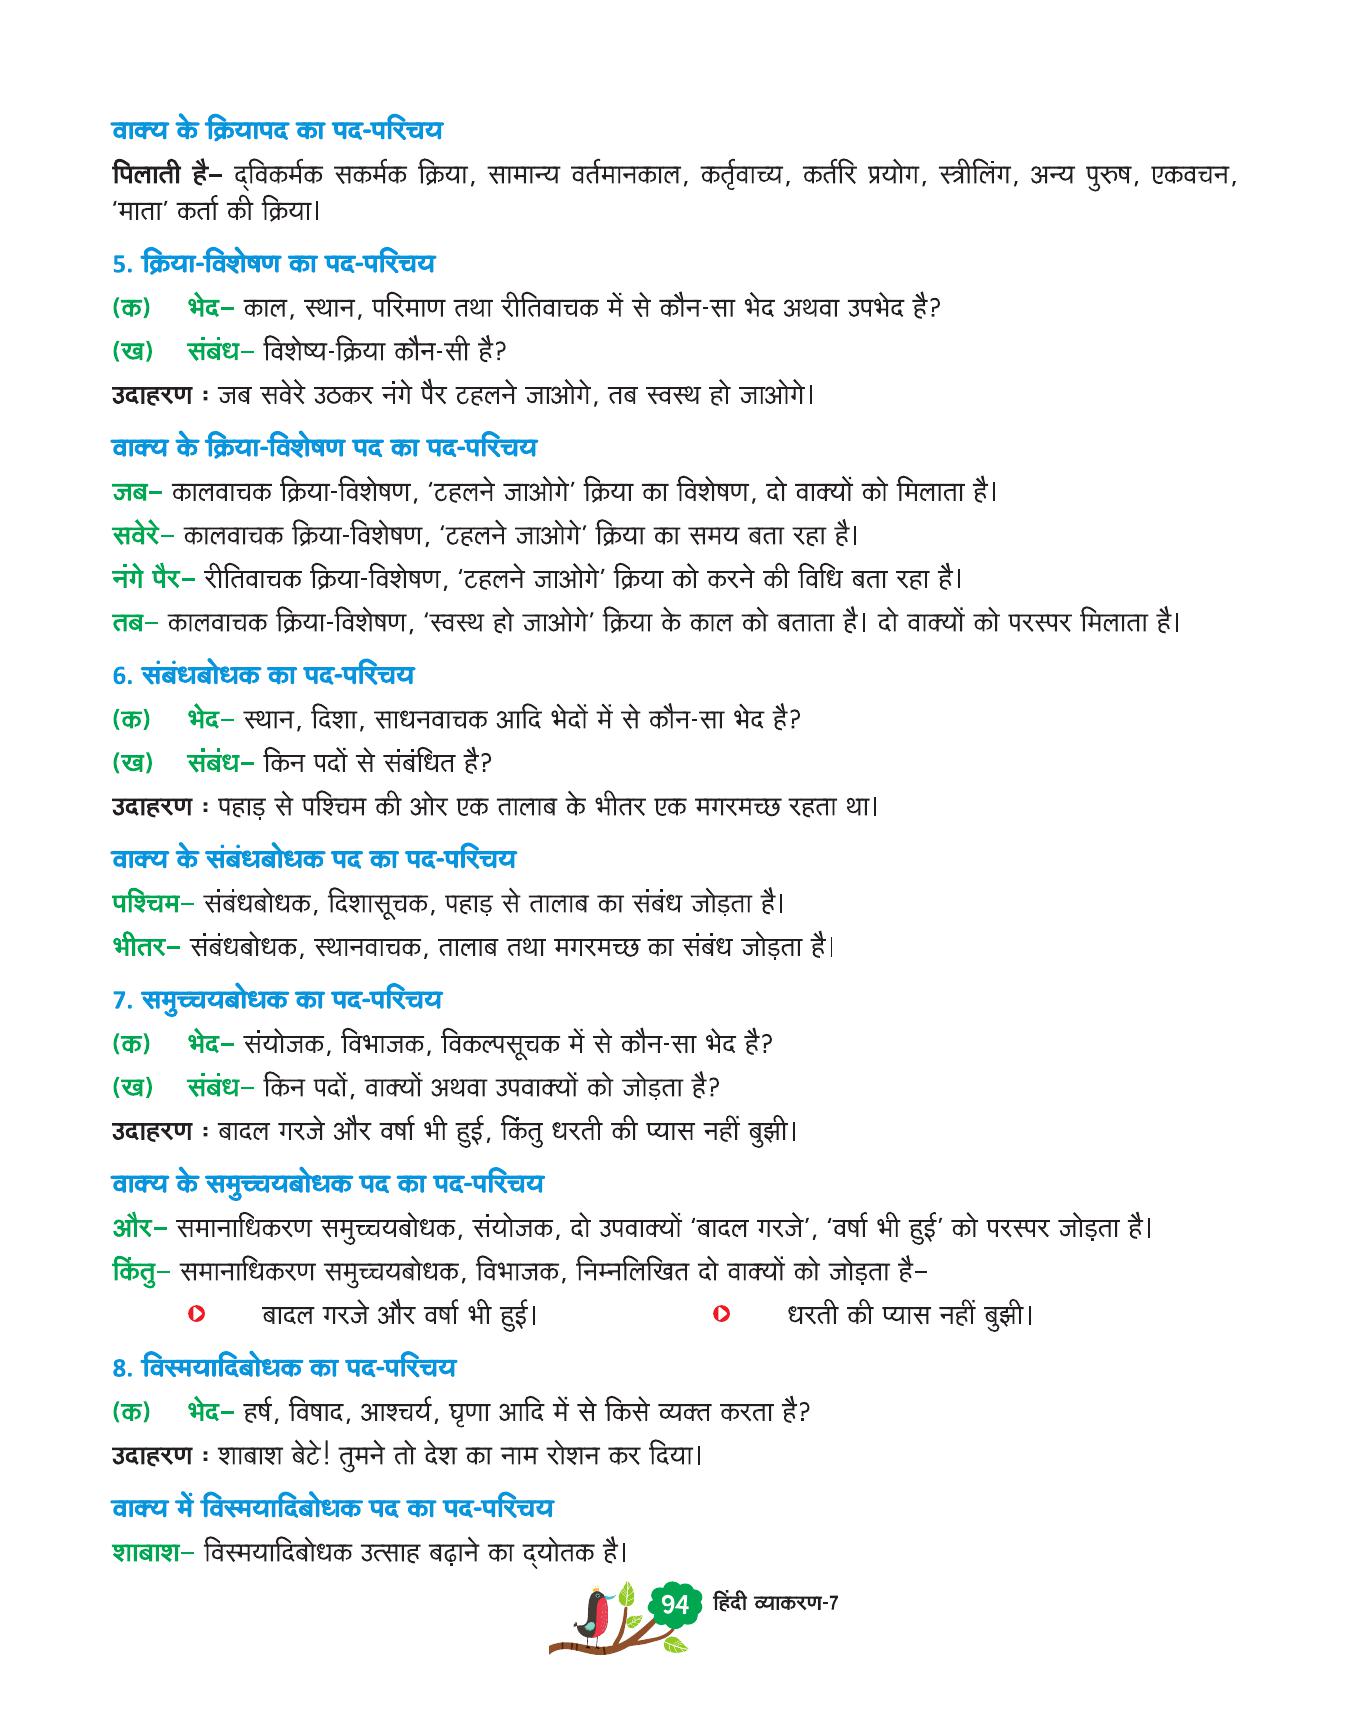 वाक्य के क्रियापद का पद-परिचय
पिलाती है– द्‌विकर्मक सकर्मक क्रिया, सामान्य वर्तमानकाल, कर्तृवाच्य, कर्तरि प्रयोग, स्त्रीलिंग, अन्य पुरुष, एकवचन,
‘माता’ कर्ता की क्रिया।
5. क्रिया-विशेषण का पद-परिचय
(क) भेद– काल, स्थान, परिमाण तथा रीतिवाचक में से कौन-सा भेद अथवा उपभेद है?
(ख) संबंध– विशेष्य-क्रिया कौन-सी है?
उदाहरण : जब सवेरे उठकर नंगे पैर टहलने जाओगे, तब स्वस्थ हो जाओगे।
वाक्य के क्रिया-विशेषण पद का पद-परिचय
जब– कालवाचक क्रिया-विशेषण, ‘टहलने जाओगे’ क्रिया का विशेषण, दो वाक्यों को मिलाता है।
सवेरे– कालवाचक क्रिया-विशेषण, ‘टहलने जाओगे’ क्रिया का समय बता रहा है।
नंगे पैर– रीतिवाचक क्रिया-विशेषण, ‘टहलने जाओगे’ क्रिया को करने की विधि बता रहा है।
तब– कालवाचक क्रिया-विशेषण, ‘स्वस्थ हो जाओगे’ क्रिया के काल को बताता है। दो वाक्यों को परस्पर मिलाता है।
6. संबंधबोधक का पद-परिचय
(क) भेद– स्थान, दिशा, साधनवाचक आदि भेदों में से कौन-सा भेद है?
(ख) संबंध– किन पदों से संबंधित है?
उदाहरण : पहाड़ से पश्चिम की ओर एक तालाब के भीतर एक मगरमच्छ रहता था।
वाक्य के संबंधबोधक पद का पद-परिचय
पश्चिम– संबंधबोधक, दिशासूचक, पहाड़ से तालाब का संबंध जोड़ता है।
भीतर– संबंधबोधक, स्थानवाचक, तालाब तथा मगरमच्छ का संबंध जोड़ता है।
7. समुच्चयबोधक का पद-परिचय
(क) भेद– संयोजक, विभाजक, विकल्पसूचक में से कौन-सा भेद है?
(ख) संबंध– किन पदों, वाक्यों अथवा उपवाक्यों को जोड़ता है?
उदाहरण : बादल गरजे और वर्षा भी हुई, किंतु धरती की प्यास नहीं बुझी।
वाक्य के समुच्चयबोधक पद का पद-परिचय
और– समानाधिकरण समुच्चयबोधक, संयोजक, दो उपवाक्यों ‘बादल गरजे’, ‘वर्षा भी हुई’ को परस्पर जोड़ता है।
किंतु– समानाधिकरण समुच्चयबोधक, विभाजक, निम्नलिखित दो वाक्यों को जोड़ता है–
बादल गरजे और वर्षा भी हुई। धरती की प्यास नहीं बुझी।
8. विस्मयादिबोधक का पद-परिचय
(क) भेद– हर्ष, विषाद, आश्चर्य, घृणा आदि में से किसे व्यक्त करता है?
उदाहरण : शाबाश बेटे! तुमने तो देश का नाम रोशन कर दिया।
वाक्य में विस्मयादिबोधक पद का पद-परिचय
शाबाश– विस्मयादिबोधक उत्साह बढ़ाने का द्‌योतक है।
94 हिंदी व्याकरण-7